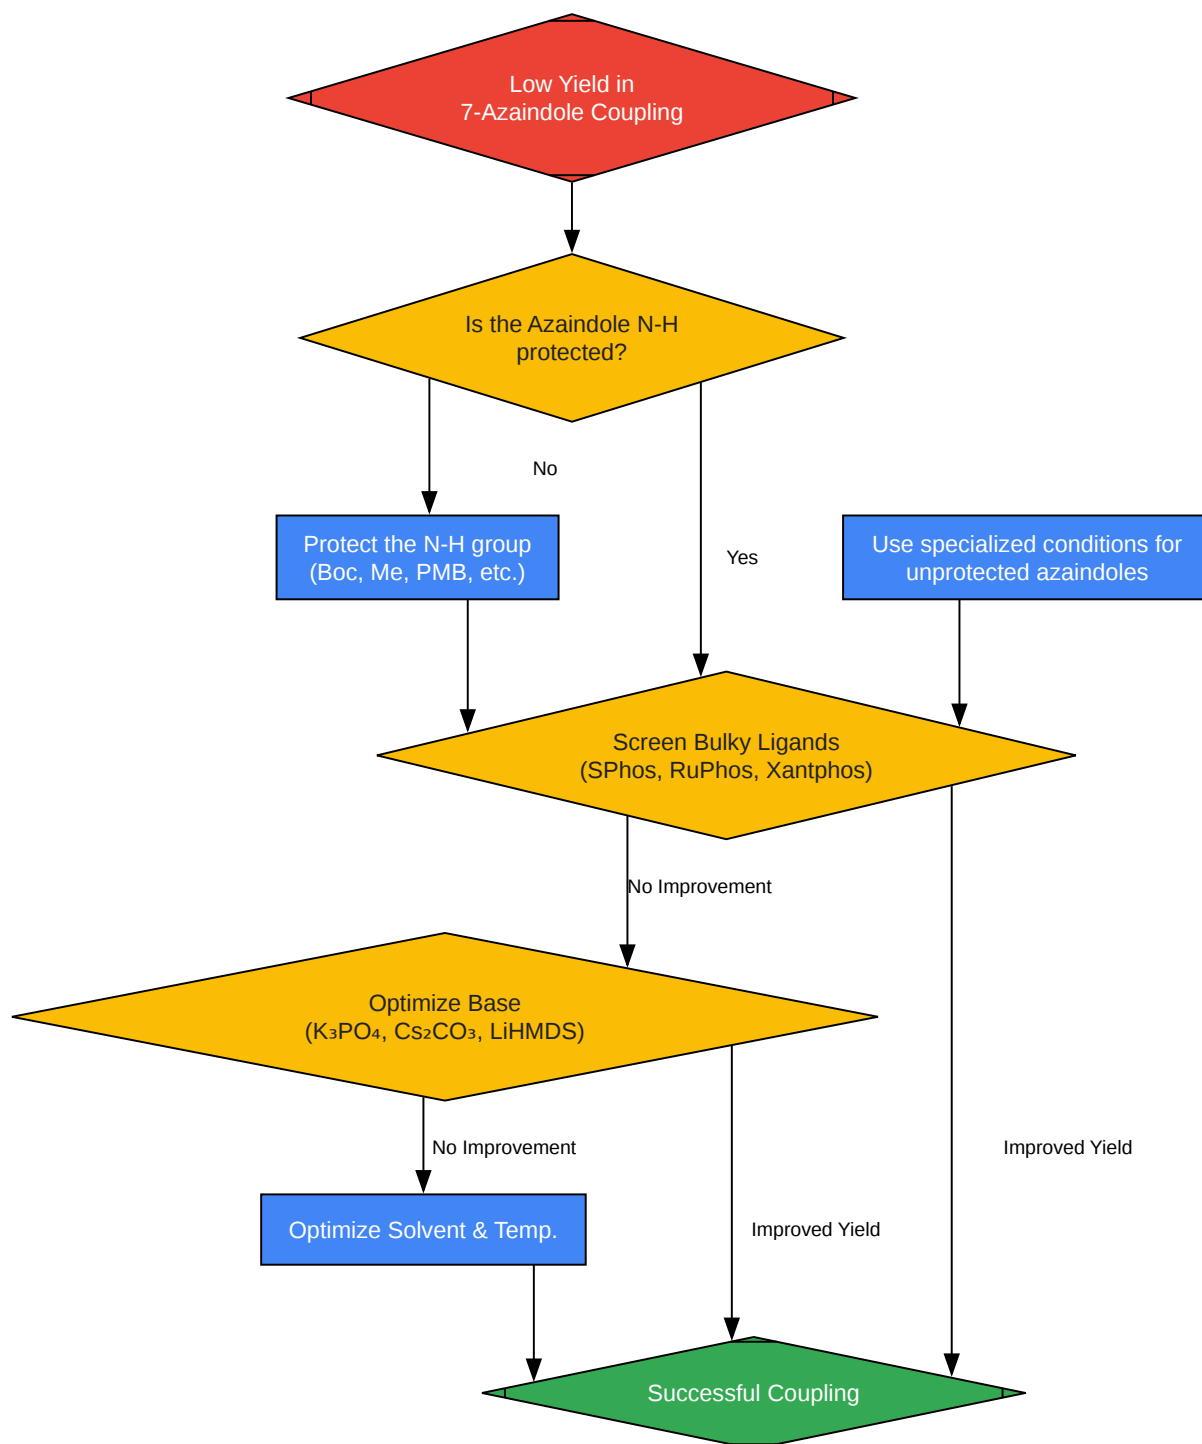 Low Yield in
7-Azaindole Coupling
Is the Azaindole N-H
protected?
No
Protect the N-H group
(Boc, Me, PMB, etc.)
Yes
Use specialized conditions for
unprotected azaindoles
Screen Bulky Ligands
(SPhos, RuPhos, Xantphos)
No Improvement
Optimize Base
(K₃PO₄, Cs₂CO₃, LiHMDS)
No Improvement
Improved Yield
Optimize Solvent & Temp.
Improved Yield
Successful Coupling